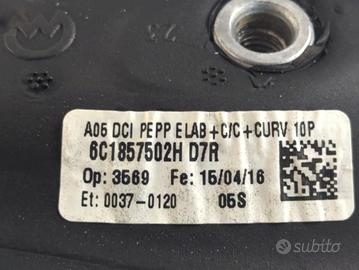 23
A05 DCI PEPP ELAB+C/C+CURV 10P
6C1857502H D7R
Op: 3569 Fe: 15/04/16
Et: 0037-0120 05S
subito